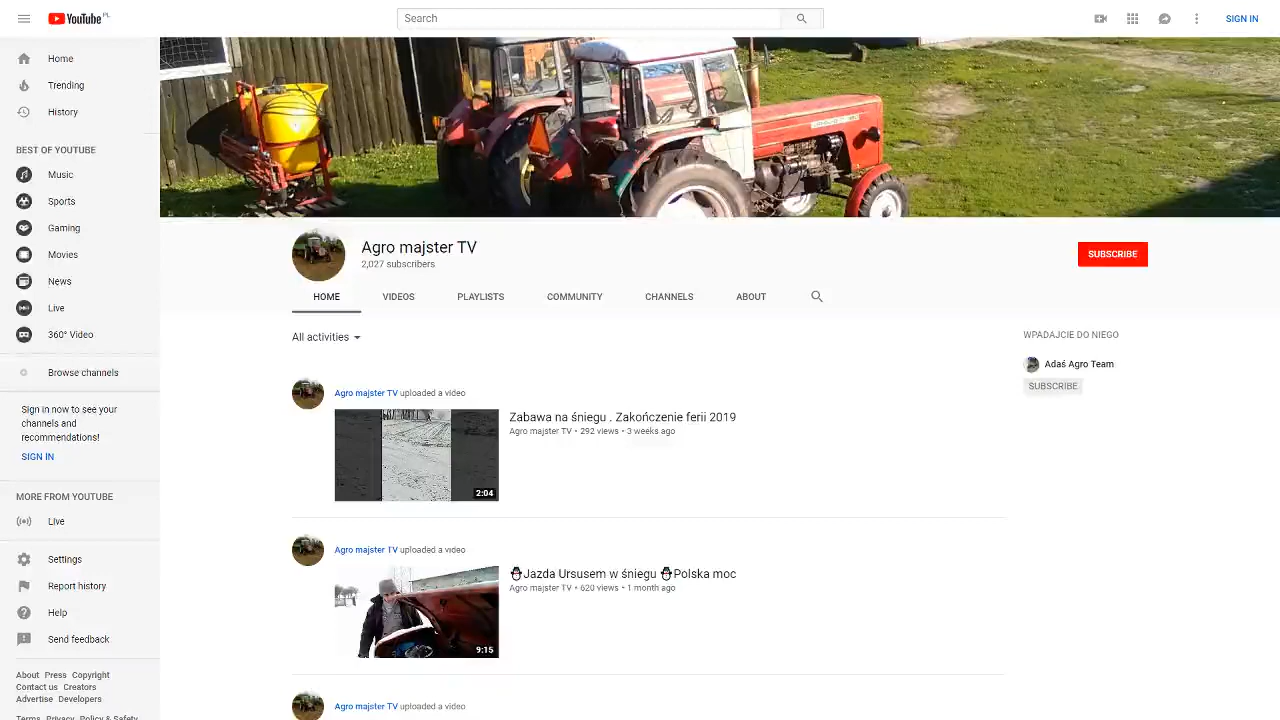 YouTube PL
Search
SIGN IN
Home
Trending
History
BEST OF YOUTUBE
Music
Sports
Gaming
Movies
News
Live
360° Video
Browse channels
Sign in now to see your
channels and
recommendations!
SIGN IN
MORE FROM YOUTUBE
Live
Settings
Report history
Help
Send feedback
About Press Copyright
Contact us Creators
Advertise Developers
Terms Privacy Policy & Safety
Agro majster TV
2,027 subscribers
SUBSCRIBE
HOME VIDEOS PLAYLISTS COMMUNITY CHANNELS ABOUT
All activities
Agro majster TV uploaded a video
Zabawa na śniegu . Zakończenie ferii 2019
Agro majster TV • 292 views • 3 weeks ago
2:04
Agro majster TV uploaded a video
⛄Jazda Ursusem w śniegu ⛄Polska moc
Agro majster TV • 620 views • 1 month ago
9:15
Agro majster TV uploaded a video
WPADAJCIE DO NIEGO
Adaś Agro Team
SUBSCRIBE